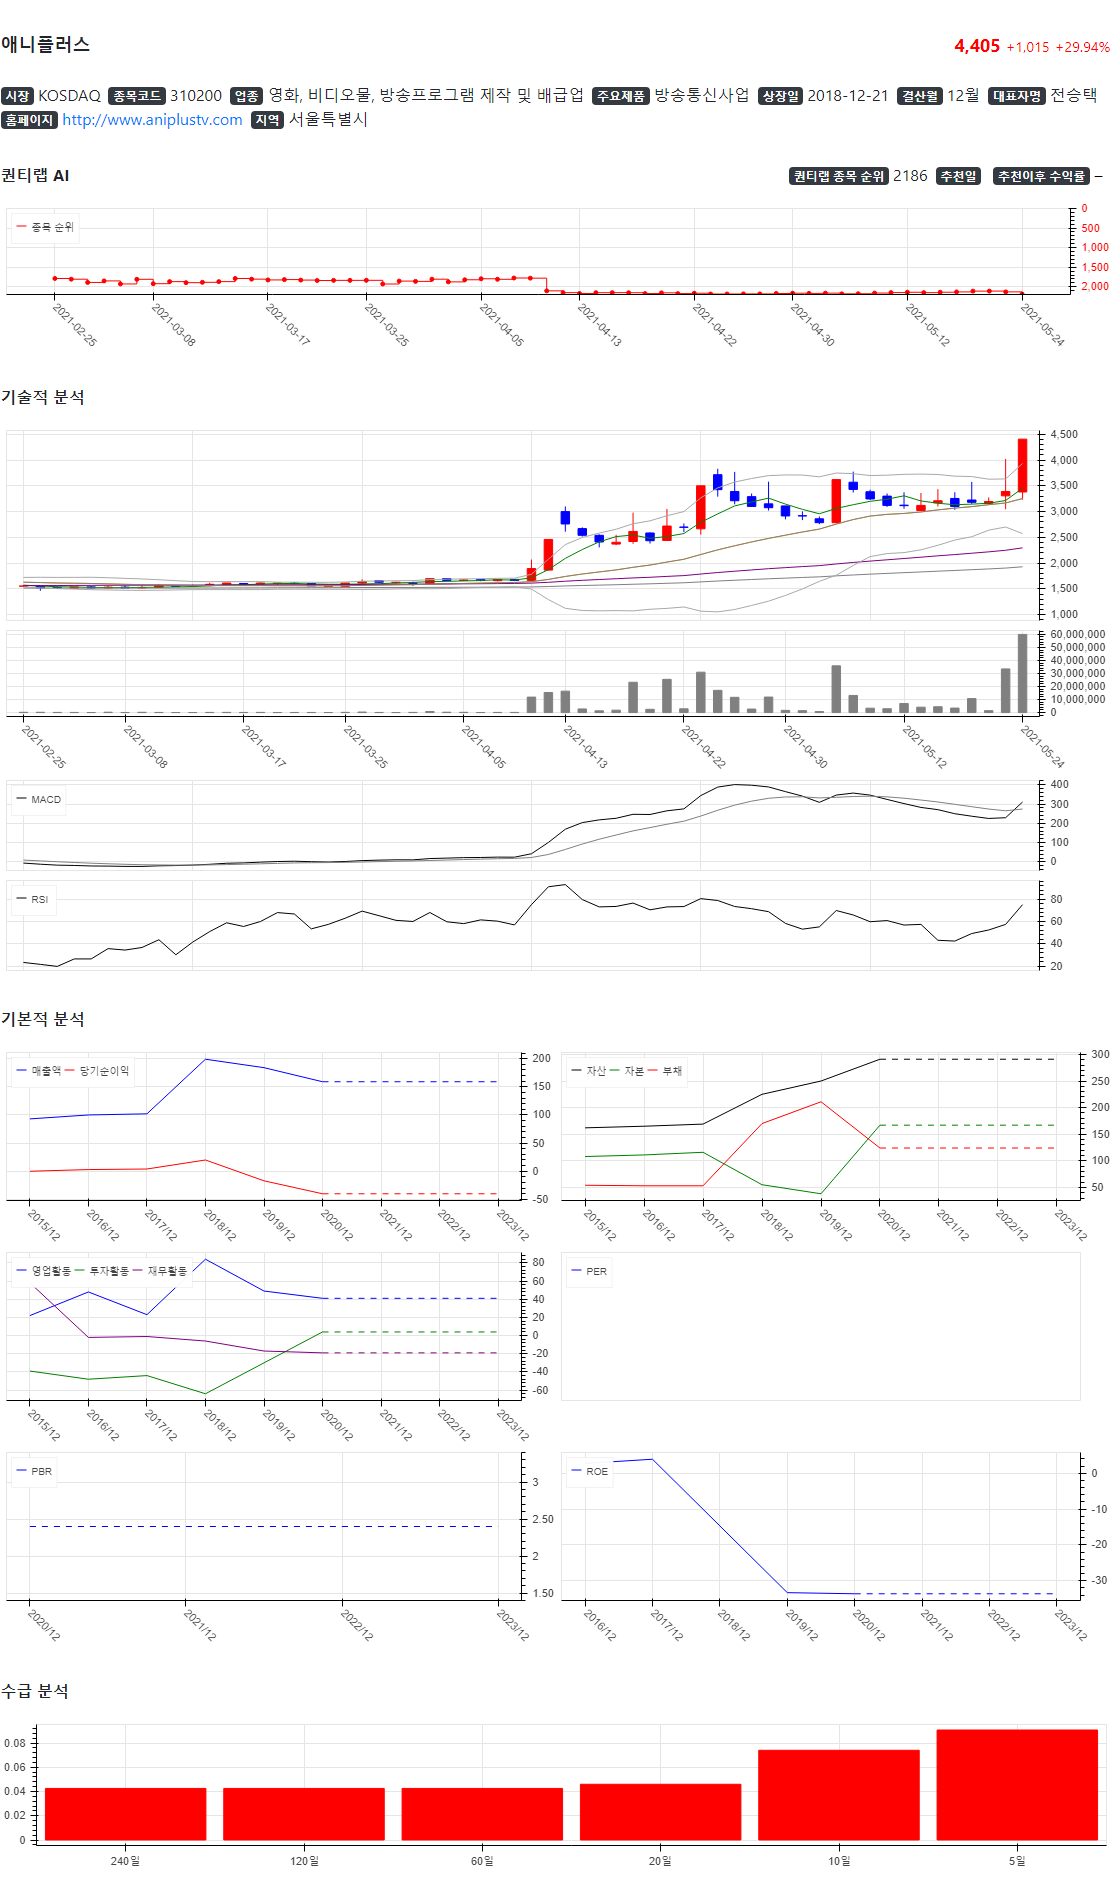 애니플러스
4,405 +1,015 +29.94%
시장 KOSDAQ 종목코드 310200 업종 영화, 비디오물, 방송프로그램 제작 및 배급업 주요제품 방송통신사업 상장일 2018-12-21 결산월 12월 대표자명 전승택
홈페이지 http://www.aniplustv.com 지역 서울특별시
퀀티랩 AI
퀀티랩 종목 순위 2186 추천일 추천이후 수익률 –
종목 순위
0
500
1,000
1,500
2,000
2021-02-25 2021-03-08 2021-03-17 2021-03-25 2021-04-05 2021-04-13 2021-04-22 2021-04-30 2021-05-12 2021-05-24
기술적 분석
4,500
4,000
3,500
3,000
2,500
2,000
1,500
1,000
60,000,000
50,000,000
40,000,000
30,000,000
20,000,000
10,000,000
0
2021-02-25 2021-03-08 2021-03-17 2021-03-25 2021-04-05 2021-04-13 2021-04-22 2021-04-30 2021-05-12 2021-05-24
MACD
400
300
200
100
0
RSI
80
60
40
20
기본적 분석
매출액 당기순이익
200
150
100
50
0
-50
2015/12 2016/12 2017/12 2018/12 2019/12 2020/12 2021/12 2022/12 2023/12
자산 자본 부채
300
250
200
150
100
50
2015/12 2016/12 2017/12 2018/12 2019/12 2020/12 2021/12 2022/12 2023/12
영업활동 투자활동 재무활동
80
60
40
20
0
-20
-40
-60
2015/12 2016/12 2017/12 2018/12 2019/12 2020/12 2021/12 2022/12 2023/12
PER
PBR
3
2.50
2
1.50
2020/12 2021/12 2022/12 2023/12
ROE
0
-10
-20
-30
2016/12 2017/12 2018/12 2019/12 2020/12 2021/12 2022/12 2023/12
수급 분석
0.08
0.06
0.04
0.02
0
240일 120일 60일 20일 10일 5일